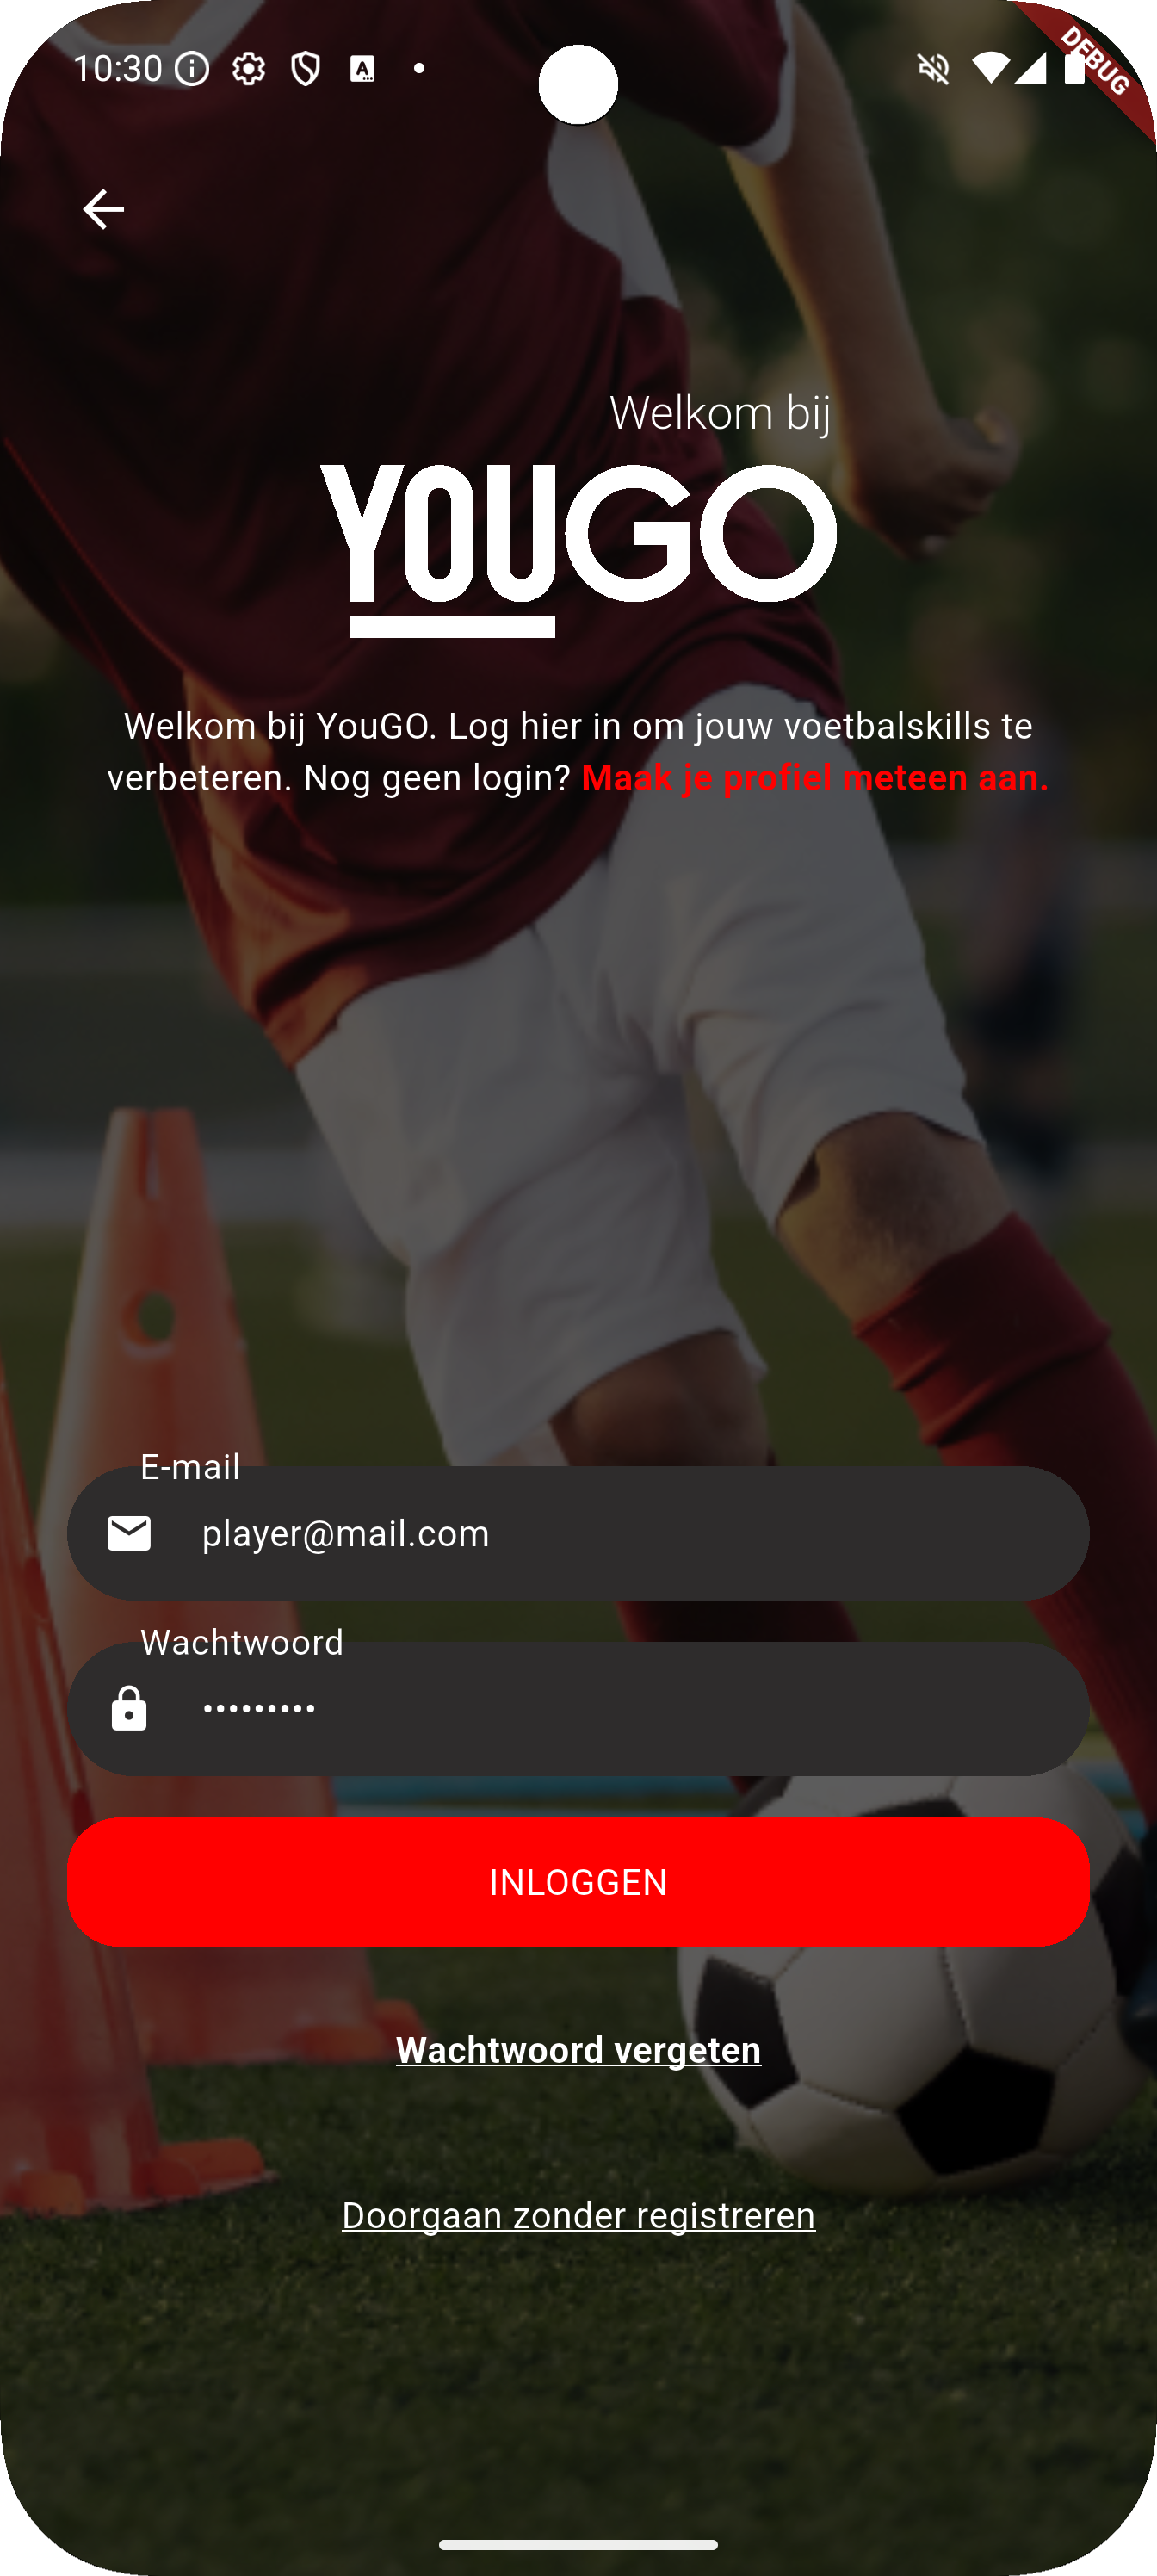 10:30
DEBUG
Welkom bij
YOUGO
Welkom bij YouGO. Log hier in om jouw voetbalskills te
verbeteren. Nog geen login? Maak je profiel meteen aan.
E-mail
player@mail.com
Wachtwoord
•••••••••
INLOGGEN
Wachtwoord vergeten
Doorgaan zonder registreren